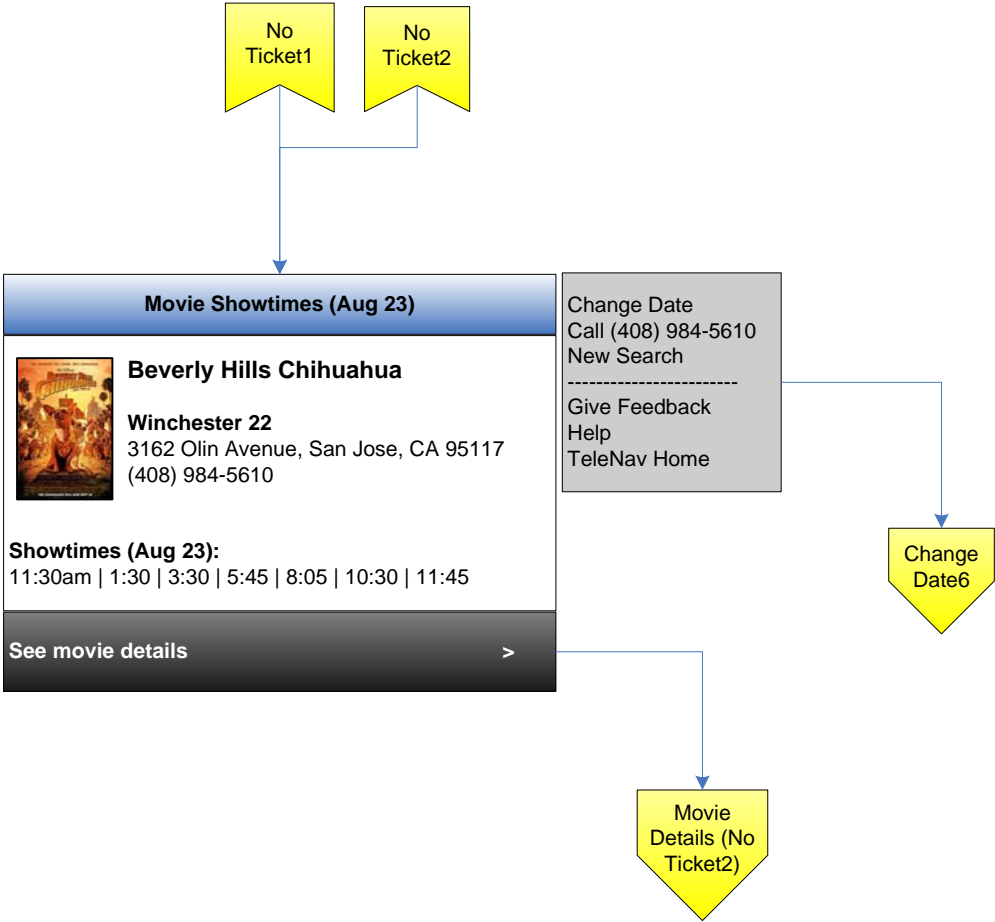 No
Ticket1
No
Ticket2
Movie Showtimes (Aug 23)
Beverly Hills Chihuahua
Winchester 22
3162 Olin Avenue, San Jose, CA 95117
(408) 984-5610
Showtimes (Aug 23):
11:30am | 1:30 | 3:30 | 5:45 | 8:05 | 10:30 | 11:45
See movie details >
Change Date
Call (408) 984-5610
New Search
------------------------
Give Feedback
Help
TeleNav Home
Change
Date6
Movie
Details (No
Ticket2)